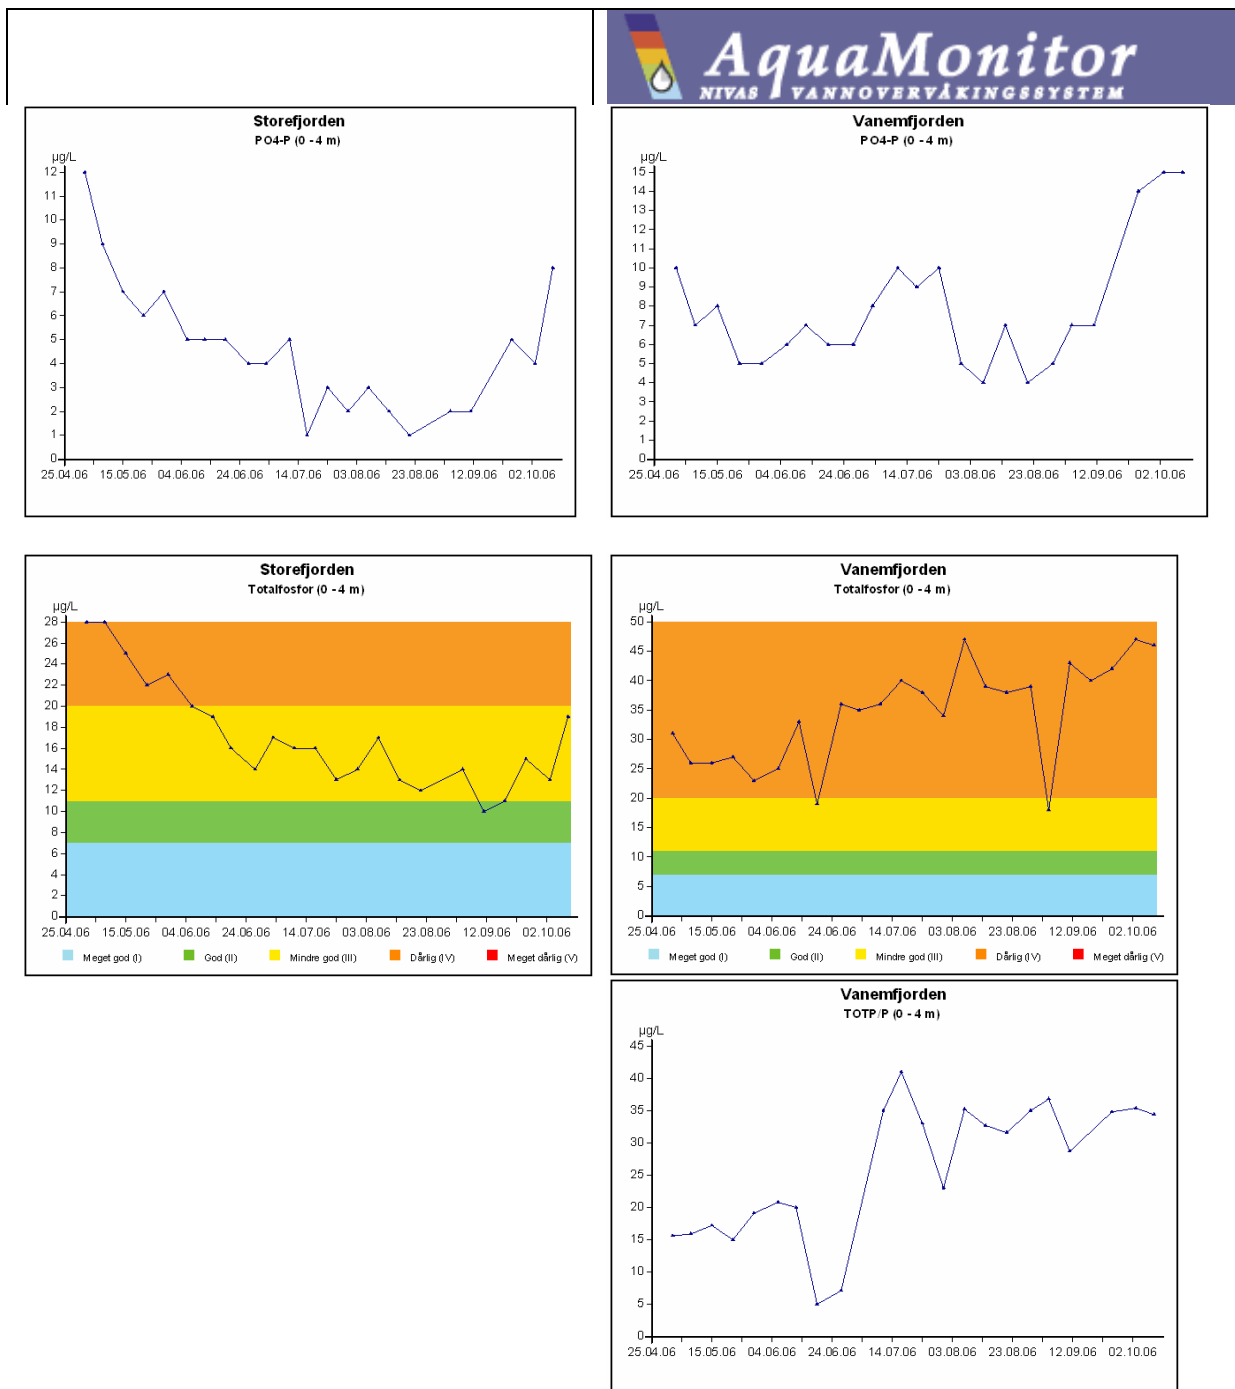 AquaMonitor
NIVAS VANNOVERVÅKINGSSYSTEM
Storefjorden
PO4-P (0 - 4 m)
µg/L
12
11
10
9
8
7
6
5
4
3
2
1
0
25.04.06 15.05.06 04.06.06 24.06.06 14.07.06 03.08.06 23.08.06 12.09.06 02.10.06
Vanemfjorden
PO4-P (0 - 4 m)
µg/L
15
14
13
12
11
10
9
8
7
6
5
4
3
2
1
0
25.04.06 15.05.06 04.06.06 24.06.06 14.07.06 03.08.06 23.08.06 12.09.06 02.10.06
Storefjorden
Totalfosfor (0 - 4 m)
µg/L
28
26
24
22
20
18
16
14
12
10
8
6
4
2
0
25.04.06 15.05.06 04.06.06 24.06.06 14.07.06 03.08.06 23.08.06 12.09.06 02.10.06
Meget god (I) God (II) Mindre god (III) Dårlig (IV) Meget dårlig (V)
Vanemfjorden
Totalfosfor (0 - 4 m)
µg/L
50
45
40
35
30
25
20
15
10
5
0
25.04.06 15.05.06 04.06.06 24.06.06 14.07.06 03.08.06 23.08.06 12.09.06 02.10.06
Meget god (I) God (II) Mindre god (III) Dårlig (IV) Meget dårlig (V)
Vanemfjorden
TOTP/P (0 - 4 m)
µg/L
45
40
35
30
25
20
15
10
5
0
25.04.06 15.05.06 04.06.06 24.06.06 14.07.06 03.08.06 23.08.06 12.09.06 02.10.06